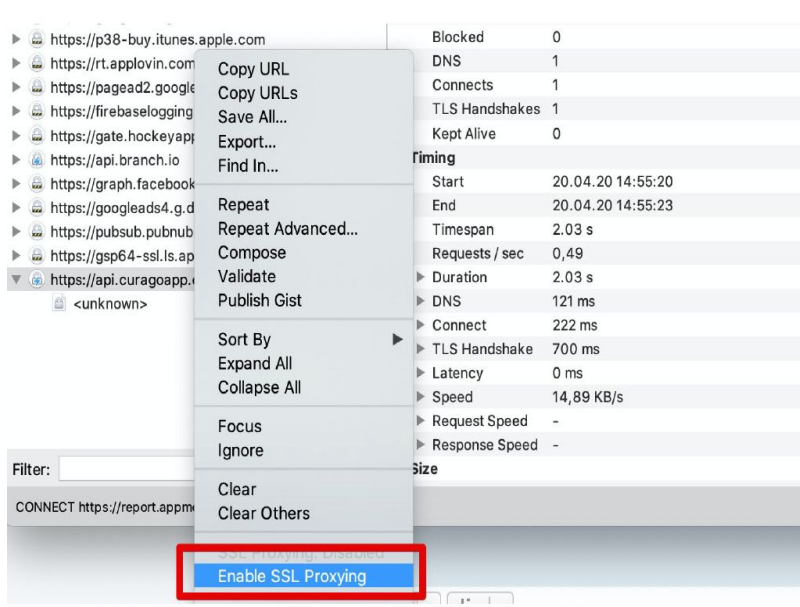 https://p38-buy.itunes.apple.com
https://rt.applovin.com
https://pagead2.google
https://firebaselogging
https://gate.hockeyapp
https://api.branch.io
https://graph.facebook
https://googleads4.g.d
https://pubsub.pubnub
https://gsp64-ssl.ls.ap
https://api.curagoapp.
<unknown>
Filter:
CONNECT https://report.appm
Copy URL
Copy URLs
Save All...
Export...
Find In...
Repeat
Repeat Advanced...
Compose
Validate
Publish Gist
Sort By
Expand All
Collapse All
Focus
Ignore
Clear
Clear Others
SSL Proxying: Disabled
Enable SSL Proxying
Blocked 0
DNS 1
Connects 1
TLS Handshakes 1
Kept Alive 0
Timing
Start 20.04.20 14:55:20
End 20.04.20 14:55:23
Timespan 2.03 s
Requests / sec 0,49
Duration 2.03 s
DNS 121 ms
Connect 222 ms
TLS Handshake 700 ms
Latency 0 ms
Speed 14,89 KB/s
Request Speed -
Response Speed -
Size